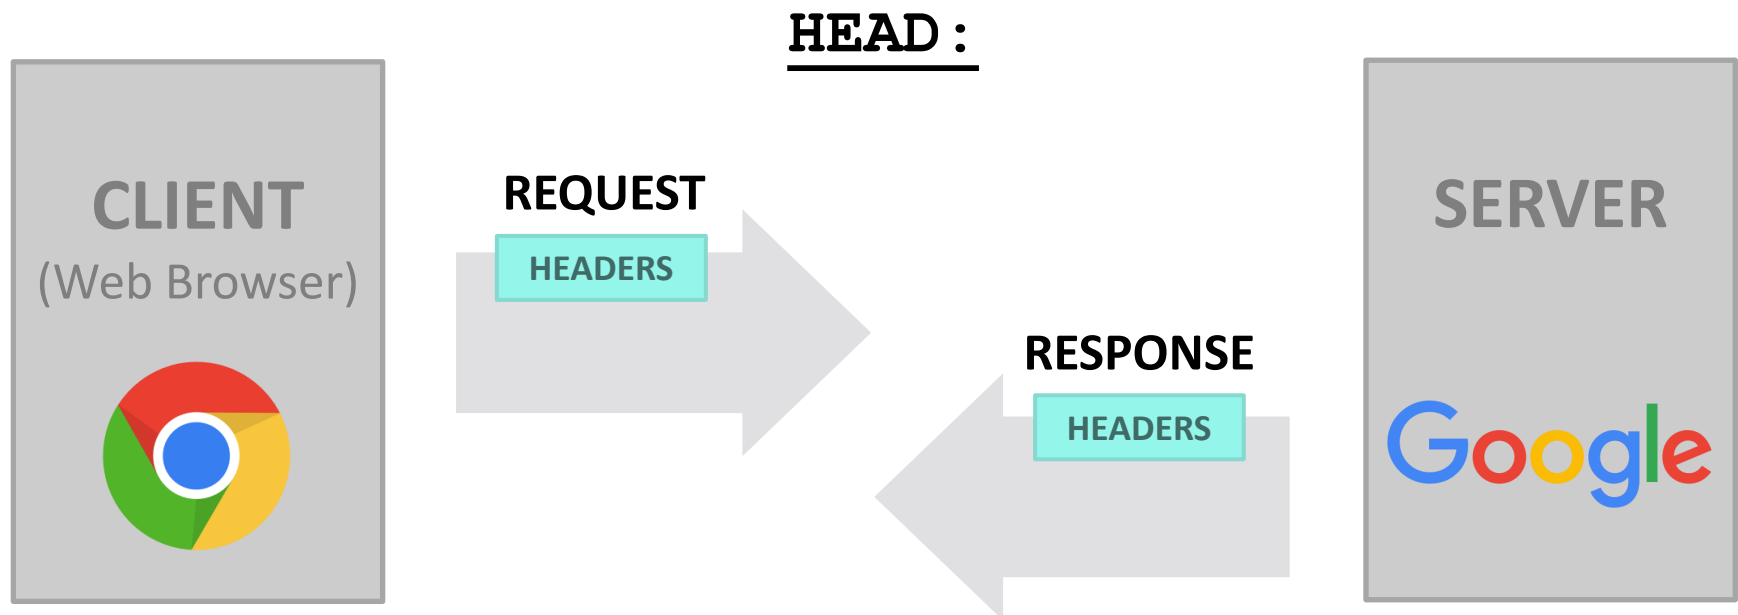 HEAD:
CLIENT
(Web Browser)
REQUEST
HEADERS
RESPONSE
HEADERS
SERVER
Google